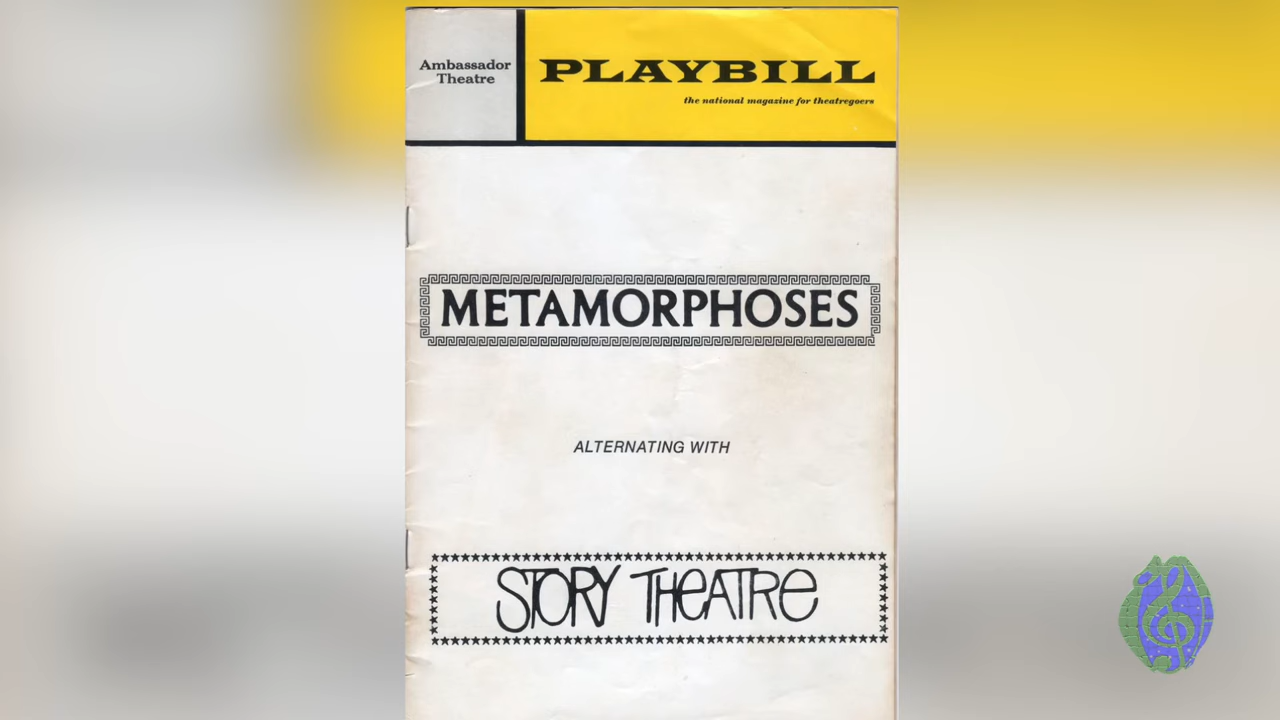 Ambassador
Theatre
PLAYBILL
the national magazine for theatregoers
METAMORPHOSES
ALTERNATING WITH
STORY THEATRE